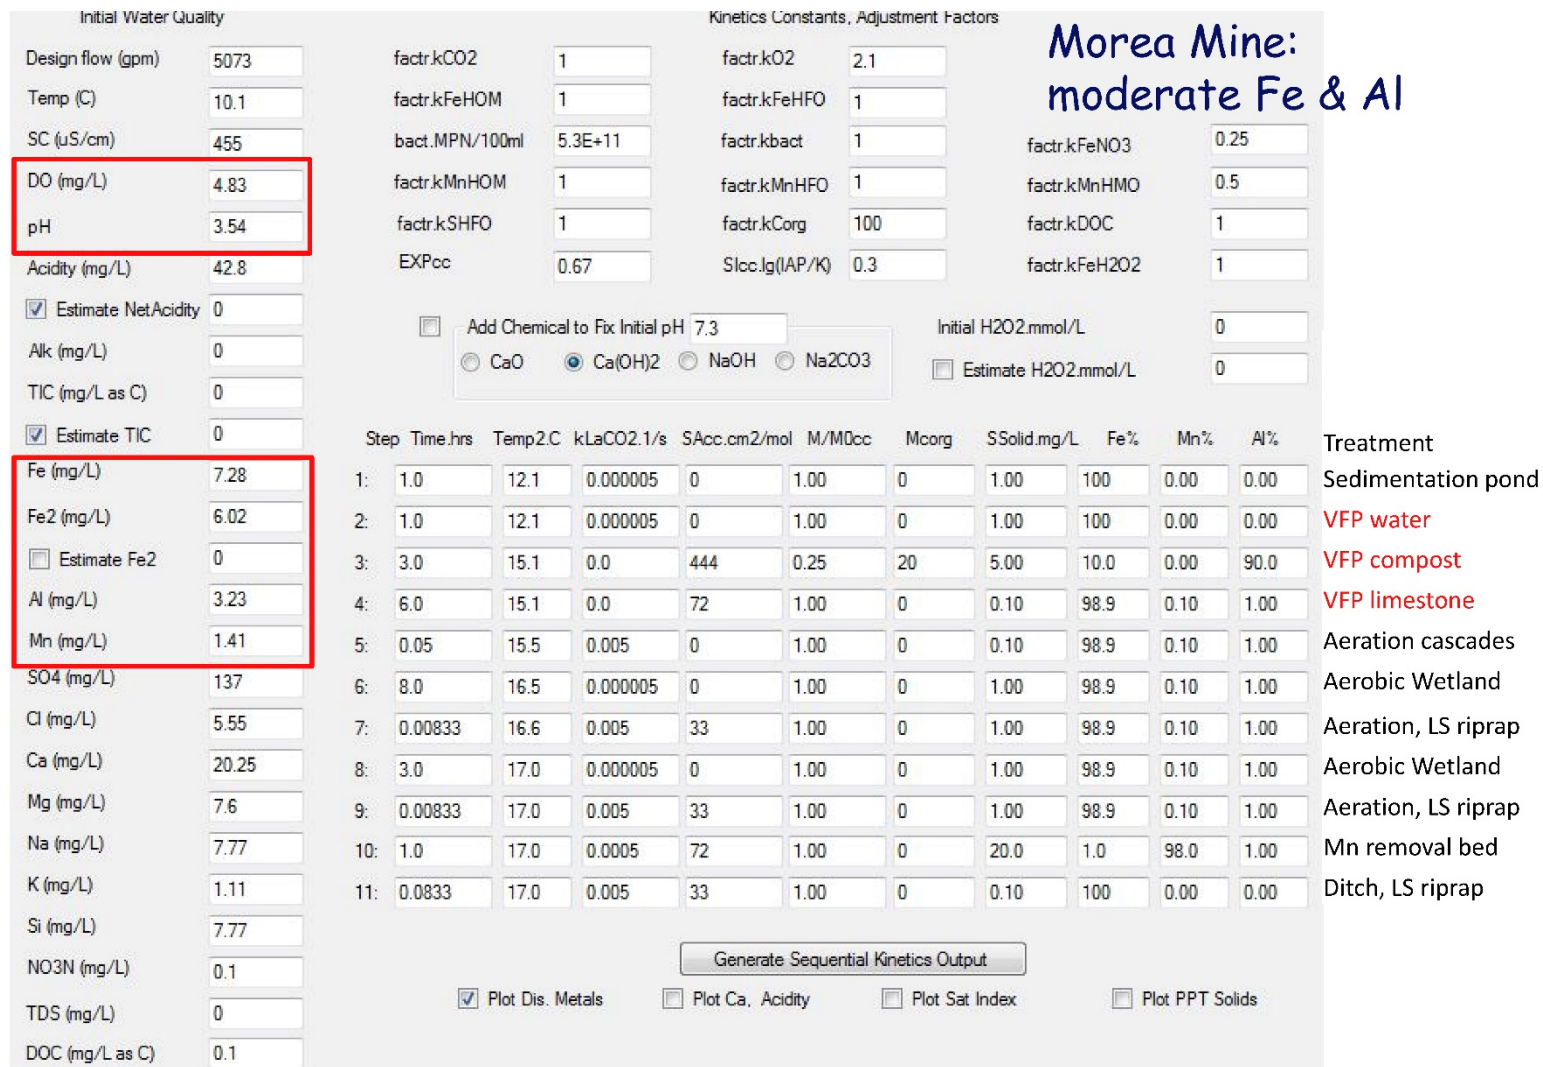 Initial Water Quality
Kinetics Constants, Adjustment Factors
Morea Mine:
moderate Fe & Al
Design flow (gpm) 5073 factr.kCO2 1 factr.kO2 2.1
Temp (C) 10.1 factr.kFeHOM 1 factr.kFeHFO 1
SC (uS/cm) 455 bact.MPN/100ml 5.3E+11 factr.kbact 1 factr.kFeNO3 0.25
DO (mg/L) 4.83 factr.kMnHOM 1 factr.kMnHFO 1 factr.kMnHMO 0.5
pH 3.54 factr.kSHFO 1 factr.kCorg 100 factr.kDOC 1
Acidity (mg/L) 42.8 EXPcc 0.67 SIcc.lg(IAP/K) 0.3 factr.kFeH2O2 1
Estimate NetAcidity 0 Add Chemical to Fix Initial pH 7.3 Initial H2O2.mmol/L 0
Alk (mg/L) 0 CaO Ca(OH)2 NaOH Na2CO3 Estimate H2O2.mmol/L 0
TIC (mg/L as C) 0
Estimate TIC 0 Step Time.hrs Temp2.C kLaCO2.1/s SAcc.cm2/mol M/M0cc Mcorg SSolid.mg/L Fe% Mn% Al% Treatment
Fe (mg/L) 7.28 1: 1.0 12.1 0.000005 0 1.00 0 1.00 100 0.00 0.00 Sedimentation pond
Fe2 (mg/L) 6.02 2: 1.0 12.1 0.000005 0 1.00 0 1.00 100 0.00 0.00 VFP water
Estimate Fe2 0 3: 3.0 15.1 0.0 444 0.25 20 5.00 10.0 0.00 90.0 VFP compost
Al (mg/L) 3.23 4: 6.0 15.1 0.0 72 1.00 0 0.10 98.9 0.10 1.00 VFP limestone
Mn (mg/L) 1.41 5: 0.05 15.5 0.005 0 1.00 0 0.10 98.9 0.10 1.00 Aeration cascades
SO4 (mg/L) 137 6: 8.0 16.5 0.000005 0 1.00 0 1.00 98.9 0.10 1.00 Aerobic Wetland
Cl (mg/L) 5.55 7: 0.00833 16.6 0.005 33 1.00 0 1.00 98.9 0.10 1.00 Aeration, LS riprap
Ca (mg/L) 20.25 8: 3.0 17.0 0.000005 0 1.00 0 1.00 98.9 0.10 1.00 Aerobic Wetland
Mg (mg/L) 7.6 9: 0.00833 17.0 0.005 33 1.00 0 1.00 98.9 0.10 1.00 Aeration, LS riprap
Na (mg/L) 7.77 10: 1.0 17.0 0.0005 72 1.00 0 20.0 1.0 98.0 1.00 Mn removal bed
K (mg/L) 1.11 11: 0.0833 17.0 0.005 33 1.00 0 0.10 100 0.00 0.00 Ditch, LS riprap
Si (mg/L) 7.77
NO3N (mg/L) 0.1 Generate Sequential Kinetics Output
TDS (mg/L) 0 Plot Dis. Metals Plot Ca, Acidity Plot Sat Index Plot PPT Solids
DOC (mg/L as C) 0.1